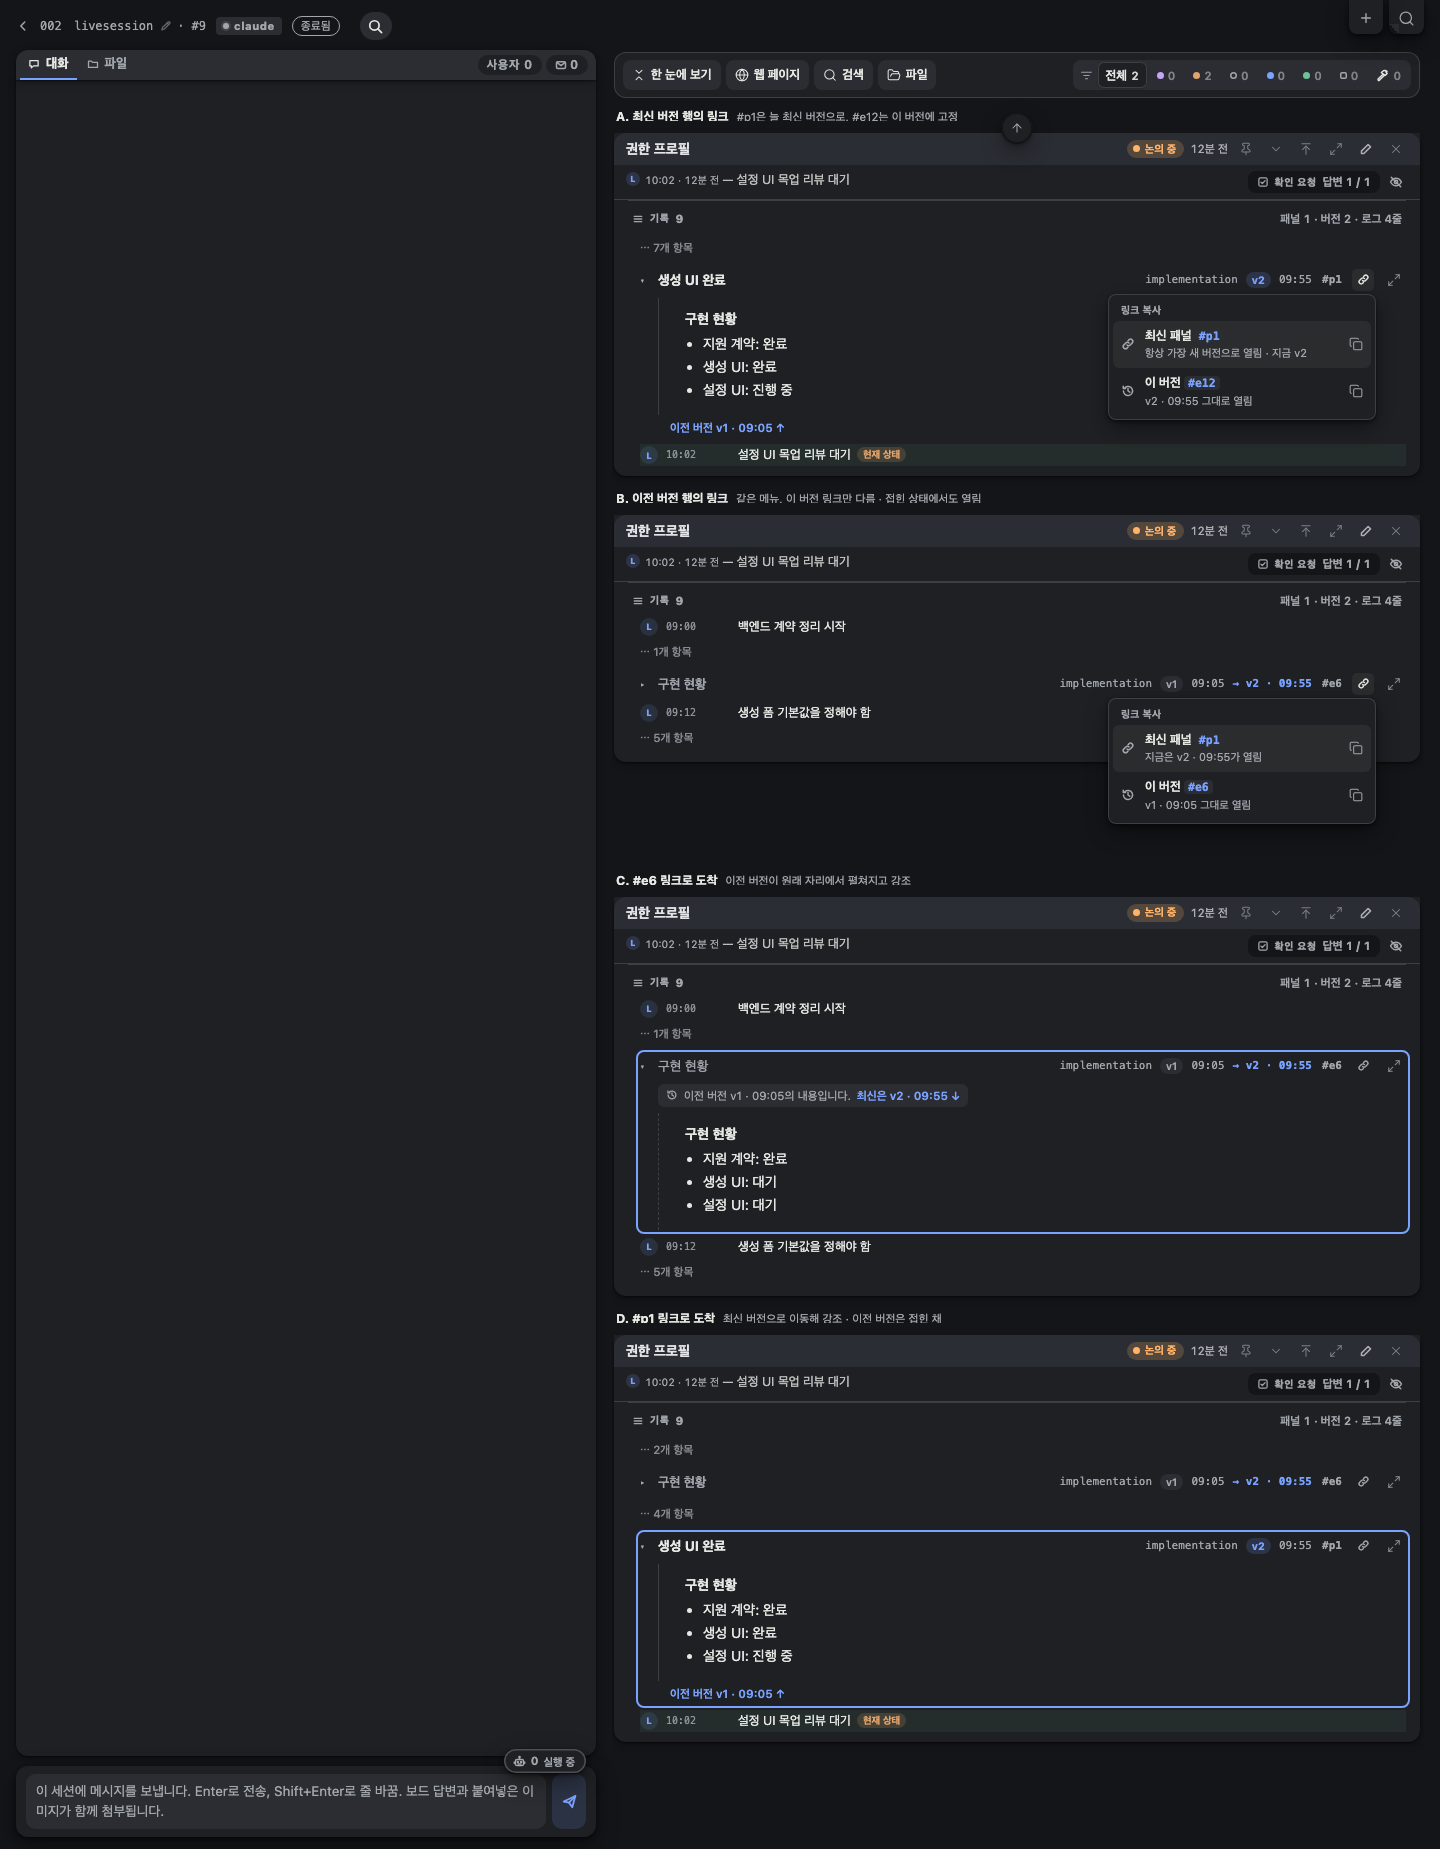 002 livesession · #9 claude 종료됨
대화 파일 사용자 0 0
한 눈에 보기 웹 페이지 검색 파일 전체 2 0 2 0 0 0 0 0
A. 최신 버전 행의 링크 #p1은 늘 최신 버전으로, #e12는 이 버전에 고정
권한 프로필 논의 중 12분 전
L 10:02 · 12분 전 — 설정 UI 목업 리뷰 대기 확인 요청 답변 1 / 1
기록 9 패널 1 · 버전 2 · 로그 4줄
··· 7개 항목
생성 UI 완료 implementation v2 09:55 #p1
링크 복사
최신 패널 #p1
항상 가장 새 버전으로 열림 · 지금 v2
이 버전 #e12
v2 · 09:55 그대로 열림
구현 현황
• 지원 계약: 완료
• 생성 UI: 완료
• 설정 UI: 진행 중
이전 버전 v1 · 09:05 ↑
L 10:02 설정 UI 목업 리뷰 대기 현재 상태
B. 이전 버전 행의 링크 같은 메뉴, 이 버전 링크만 다름 · 접힌 상태에서도 열림
권한 프로필 논의 중 12분 전
L 10:02 · 12분 전 — 설정 UI 목업 리뷰 대기 확인 요청 답변 1 / 1
기록 9 패널 1 · 버전 2 · 로그 4줄
L 09:00 백엔드 계약 정리 시작
··· 1개 항목
구현 현황 implementation v1 09:05 → v2 · 09:55 #e6
L 09:12 생성 폼 기본값을 정해야 함
··· 5개 항목
링크 복사
최신 패널 #p1
지금은 v2 · 09:55가 열림
이 버전 #e6
v1 · 09:05 그대로 열림
C. #e6 링크로 도착 이전 버전이 원래 자리에서 펼쳐지고 강조
권한 프로필 논의 중 12분 전
L 10:02 · 12분 전 — 설정 UI 목업 리뷰 대기 확인 요청 답변 1 / 1
기록 9 패널 1 · 버전 2 · 로그 4줄
L 09:00 백엔드 계약 정리 시작
··· 1개 항목
구현 현황 implementation v1 09:05 → v2 · 09:55 #e6
이전 버전 v1 · 09:05의 내용입니다. 최신은 v2 · 09:55 ↓
구현 현황
• 지원 계약: 완료
• 생성 UI: 대기
• 설정 UI: 대기
L 09:12 생성 폼 기본값을 정해야 함
··· 5개 항목
D. #p1 링크로 도착 최신 버전으로 이동해 강조 · 이전 버전은 접힌 채
권한 프로필 논의 중 12분 전
L 10:02 · 12분 전 — 설정 UI 목업 리뷰 대기 확인 요청 답변 1 / 1
기록 9 패널 1 · 버전 2 · 로그 4줄
··· 2개 항목
구현 현황 implementation v1 09:05 → v2 · 09:55 #e6
··· 4개 항목
생성 UI 완료 implementation v2 09:55 #p1
구현 현황
• 지원 계약: 완료
• 생성 UI: 완료
• 설정 UI: 진행 중
이전 버전 v1 · 09:05 ↑
L 10:02 설정 UI 목업 리뷰 대기 현재 상태
0 실행 중
이 세션에 메시지를 보냅니다. Enter로 전송, Shift+Enter로 줄 바꿈. 보드 답변과 붙여넣은 이
미지가 함께 첨부됩니다.